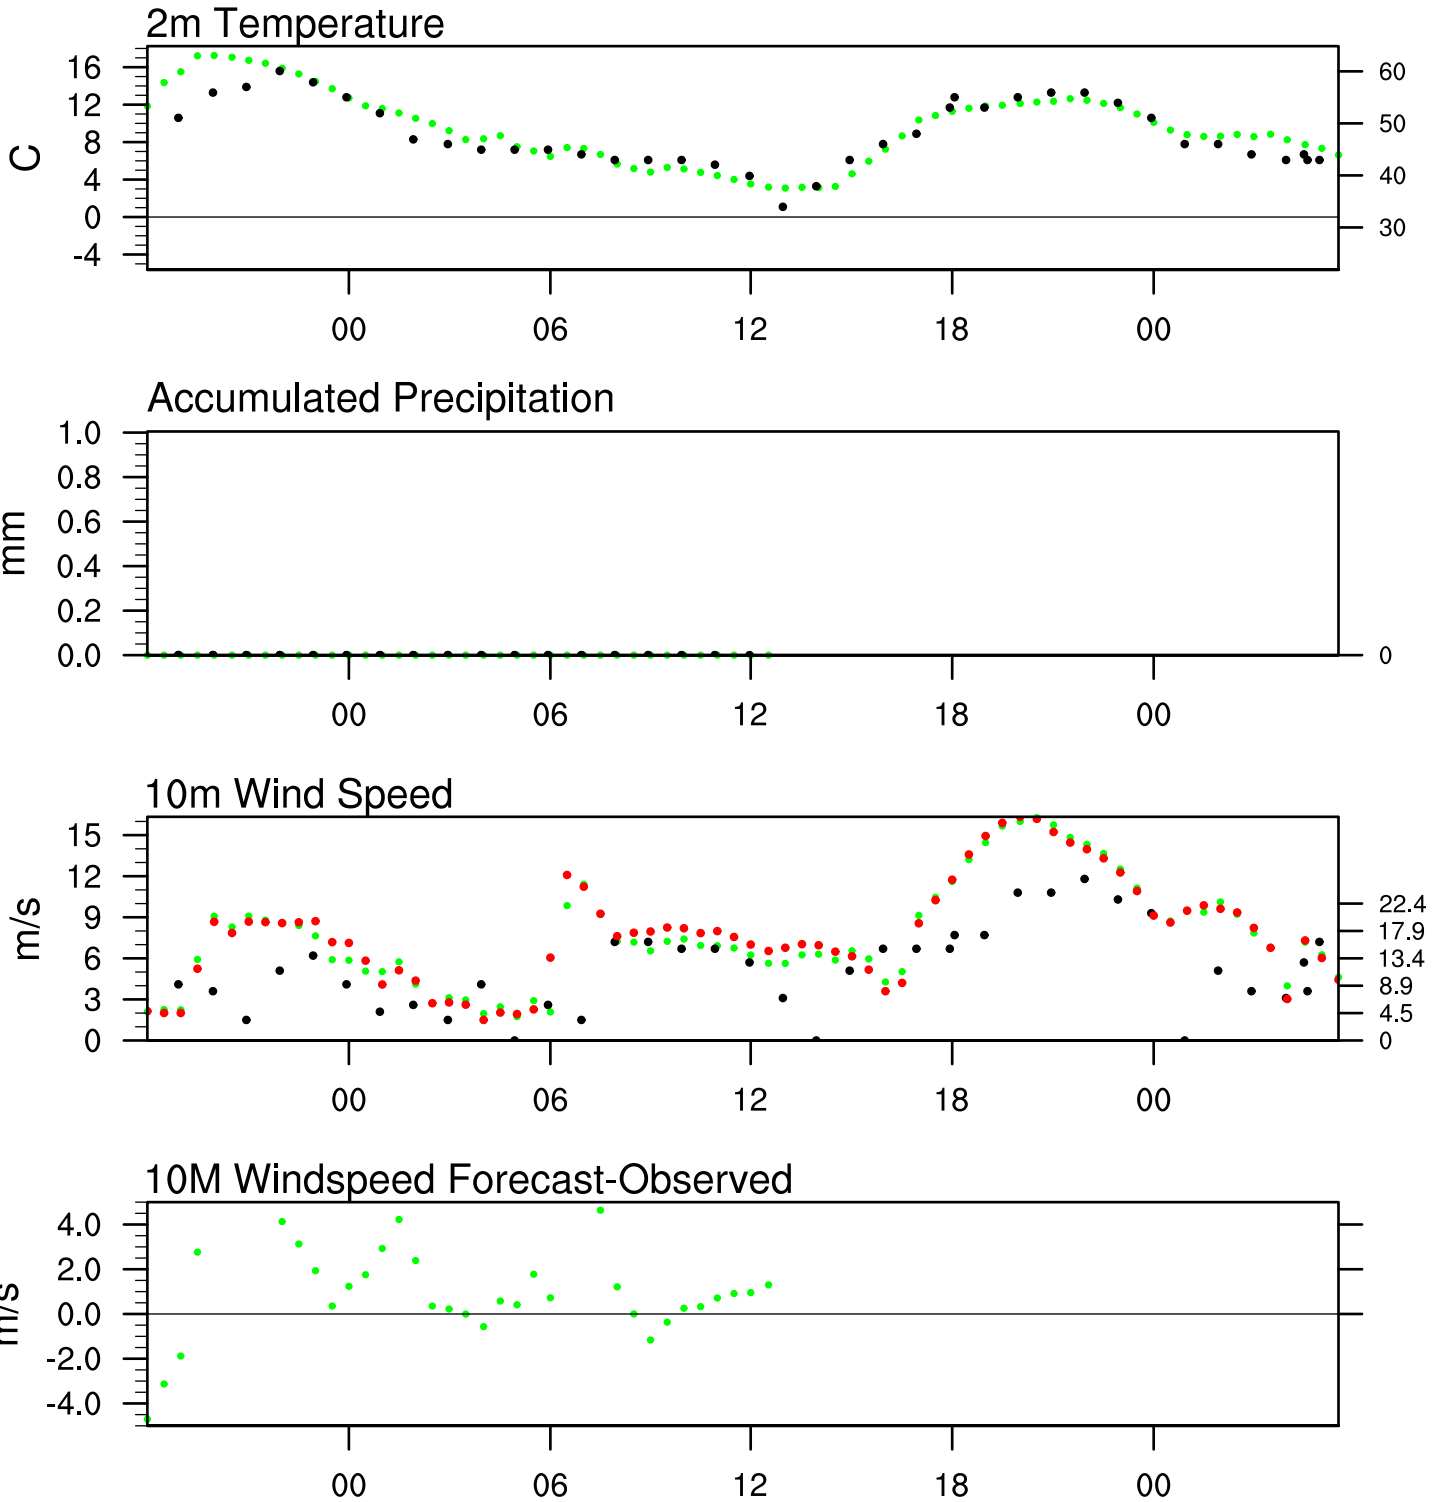 2m Temperature
16
12
8
4
0
-4
C
60
50
40
30
00 06 12 18 00
Accumulated Precipitation
1.0
0.8
0.6
0.4
0.2
0.0
mm
0
00 06 12 18 00
10m Wind Speed
15
12
9
6
3
0
m/s
22.4
17.9
13.4
8.9
4.5
0
00 06 12 18 00
10M Windspeed Forecast-Observed
4.0
2.0
0.0
-2.0
-4.0
m/s
00 06 12 18 00